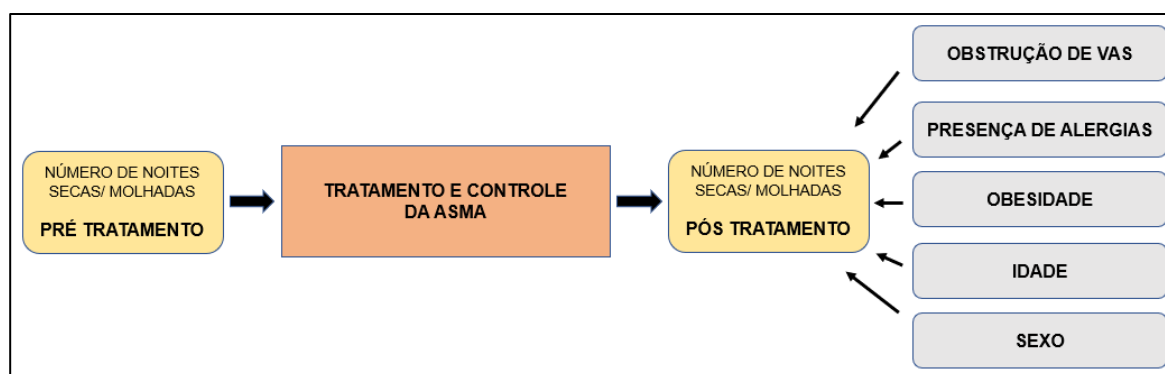 NÚMERO DE NOITES
SECAS/ MOLHADAS
PRÉ TRATAMENTO
TRATAMENTO E CONTROLE
DA ASMA
NÚMERO DE NOITES
SECAS/ MOLHADAS
PÓS TRATAMENTO
OBSTRUÇÃO DE VAS
PRESENÇA DE ALERGIAS
OBESIDADE
IDADE
SEXO